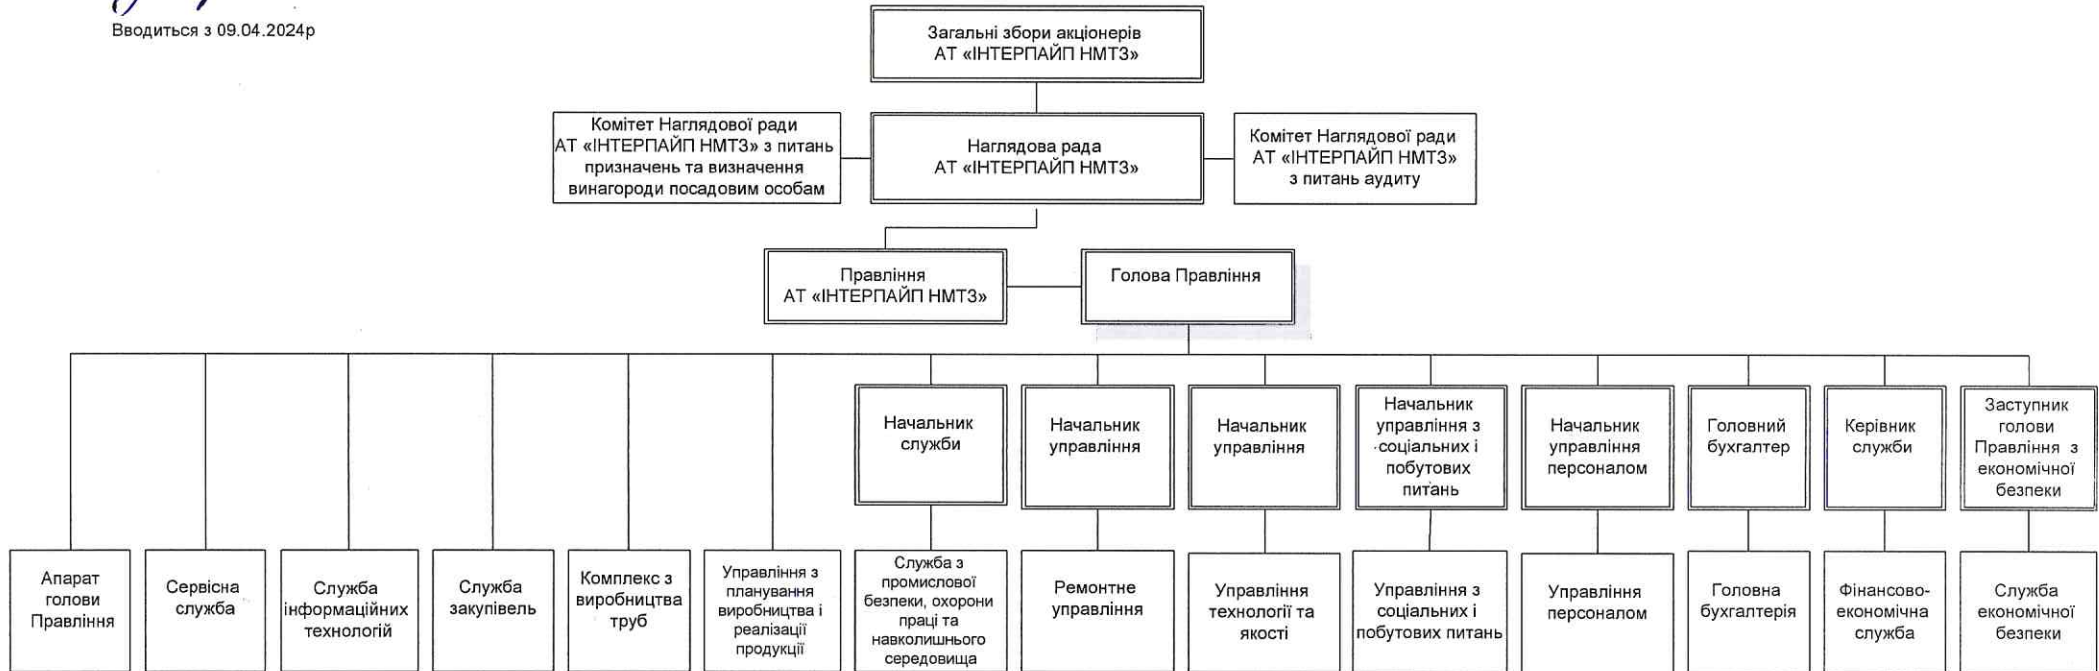 Вводиться з 09.04.2024р
Загальні збори акціонерів
АТ «ІНТЕРПАЙП НМТЗ»
Комітет Наглядової ради
АТ «ІНТЕРПАЙП НМТЗ» з питань
призначень та визначення
винагороди посадовим особам
Наглядова рада
АТ «ІНТЕРПАЙП НМТЗ»
Комітет Наглядової ради
АТ «ІНТЕРПАЙП НМТЗ»
з питань аудиту
Правління
АТ «ІНТЕРПАЙП НМТЗ»
Голова Правління
Начальник
служби
Начальник
управління
Начальник
управління
Начальник
управління з
соціальних і
побутових
питань
Начальник
управління
персоналом
Головний
бухгалтер
Керівник
служби
Заступник
голови
Правління з
економічної
безпеки
Апарат
голови
Правління
Сервісна
служба
Служба
інформаційних
технологій
Служба
закупівель
Комплекс з
виробництва
труб
Управління з
планування
виробництва і
реалізації
продукції
Служба з
промислової
безпеки, охорони
праці та
навколишнього
середовища
Ремонтне
управління
Управління
технології та
якості
Управління з
соціальних і
побутових питань
Управління
персоналом
Головна
бухгалтерія
Фінансово-
економічна
служба
Служба
економічної
безпеки